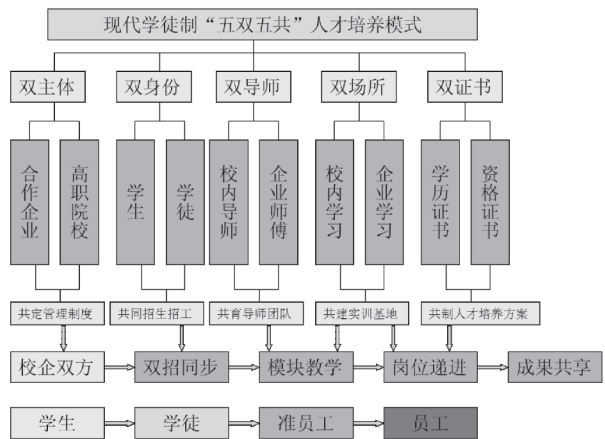 现代学徒制“五双五共”人才培养模式
双主体
双身份
双导师
双场所
双证书
合作企业
高职院校
学生
学徒
校内导师
企业师傅
校内学习
企业学习
学历证书
资格证书
共定管理制度
共同招生招工
共育导师团队
共建实训基地
共制人才培养方案
校企双方
双招同步
模块教学
岗位递进
成果共享
学生
学徒
准员工
员工